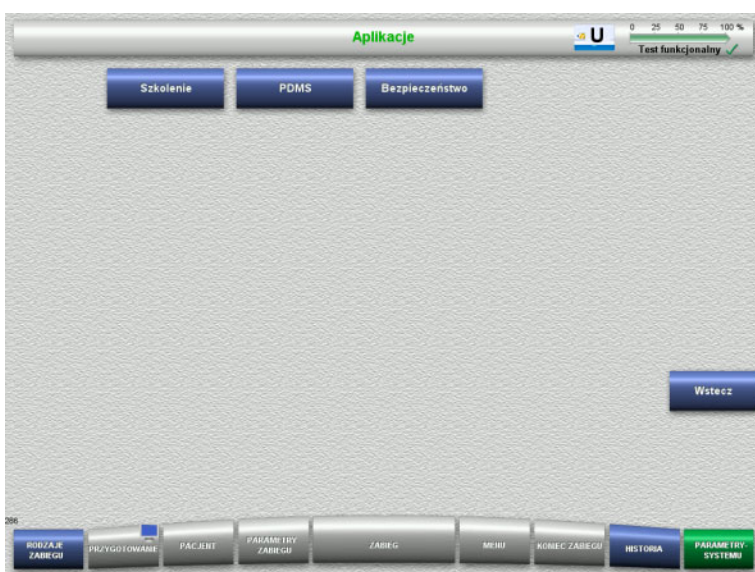 Aplikacje
U
0 25 50 75 100 %
Test funkcjonalny
Szkolenie
PDMS
Bezpieczeństwo
Wstecz
286
RODZAJE
ZABIEGU
PRZYGOTOWANIE
PACJENT
PARAMETRY
ZABIEGU
ZABIEG
MENU
KONIEC ZABIEGU
HISTORIA
PARAMETRY-
SYSTEMU